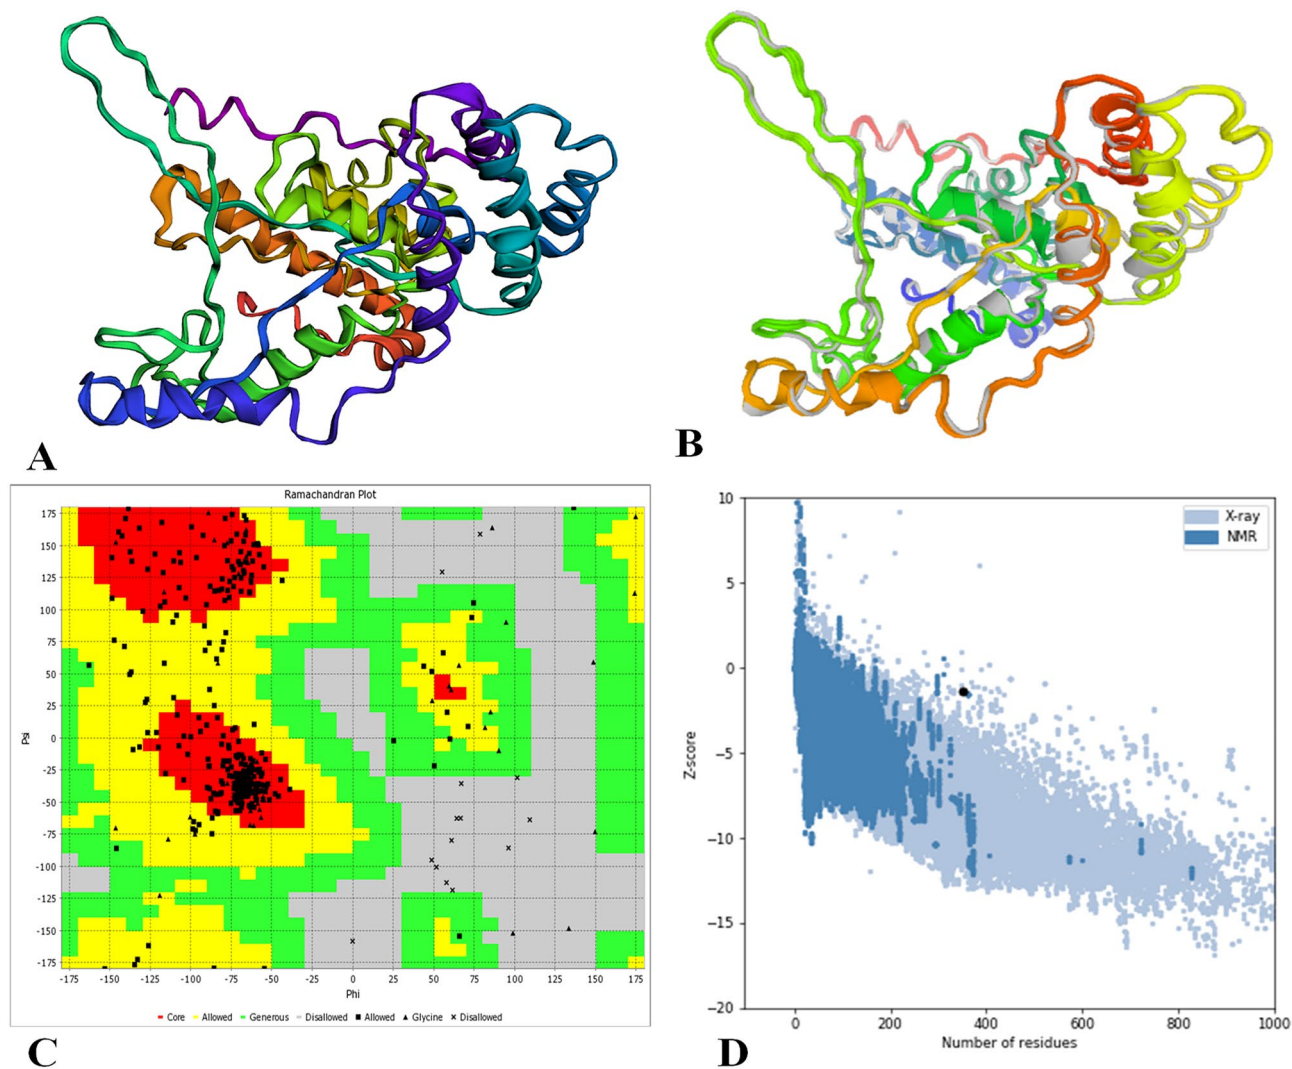 A
B
Ramachandran Plot
175
150
125
100
75
50
25
0
-25
-50
-75
-100
-125
-150
-175
Psi
-175 -150 -125 -100 -75 -50 -25 0 25 50 75 100 125 150 175
Phi
Core Allowed Generous Disallowed Allowed Glycine Disallowed
C
X-ray
NMR
10
5
0
−5
−10
−15
−20
Z-score
0 200 400 600 800 1000
Number of residues
D